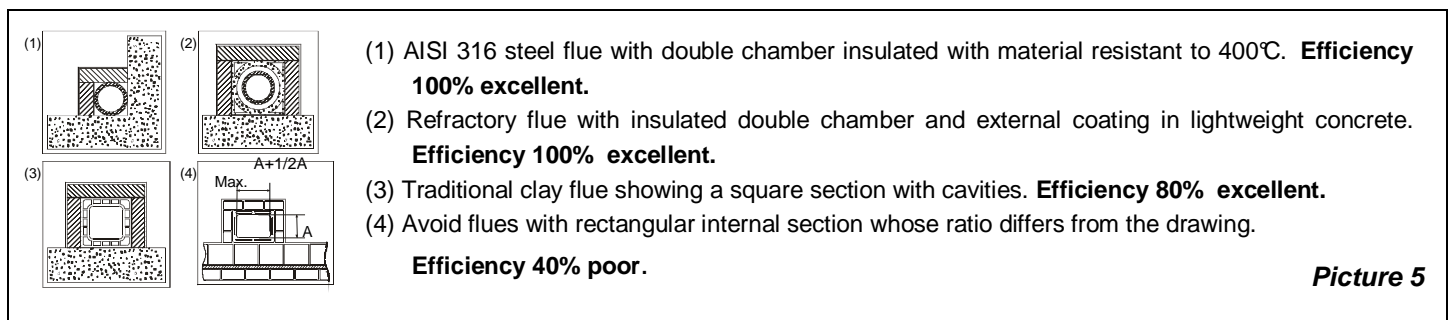 (1)
(2)
(3)
(4)
A+1/2A
Max.
A
(1) AISI 316 steel flue with double chamber insulated with material resistant to 400℃. Efficiency
100% excellent.
(2) Refractory flue with insulated double chamber and external coating in lightweight concrete.
Efficiency 100% excellent.
(3) Traditional clay flue showing a square section with cavities. Efficiency 80% excellent.
(4) Avoid flues with rectangular internal section whose ratio differs from the drawing.
Efficiency 40% poor.
Picture 5